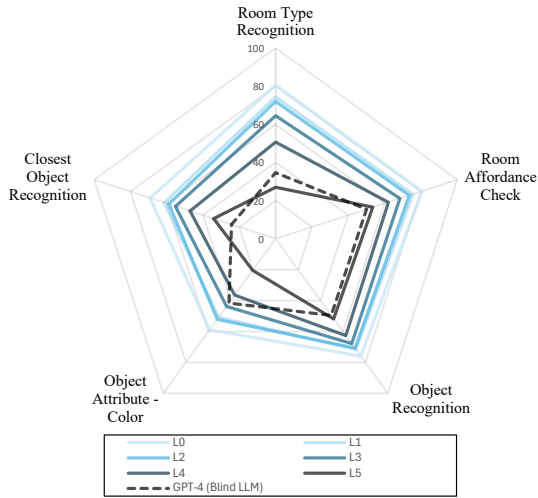 Room Type
Recognition
100
80
60
40
20
0
Closest
Object
Recognition
Room
Affordance
Check
Object
Attribute -
Color
Object
Recognition
L0 L1
L2 L3
L4 L5
GPT-4 (Blind LLM)